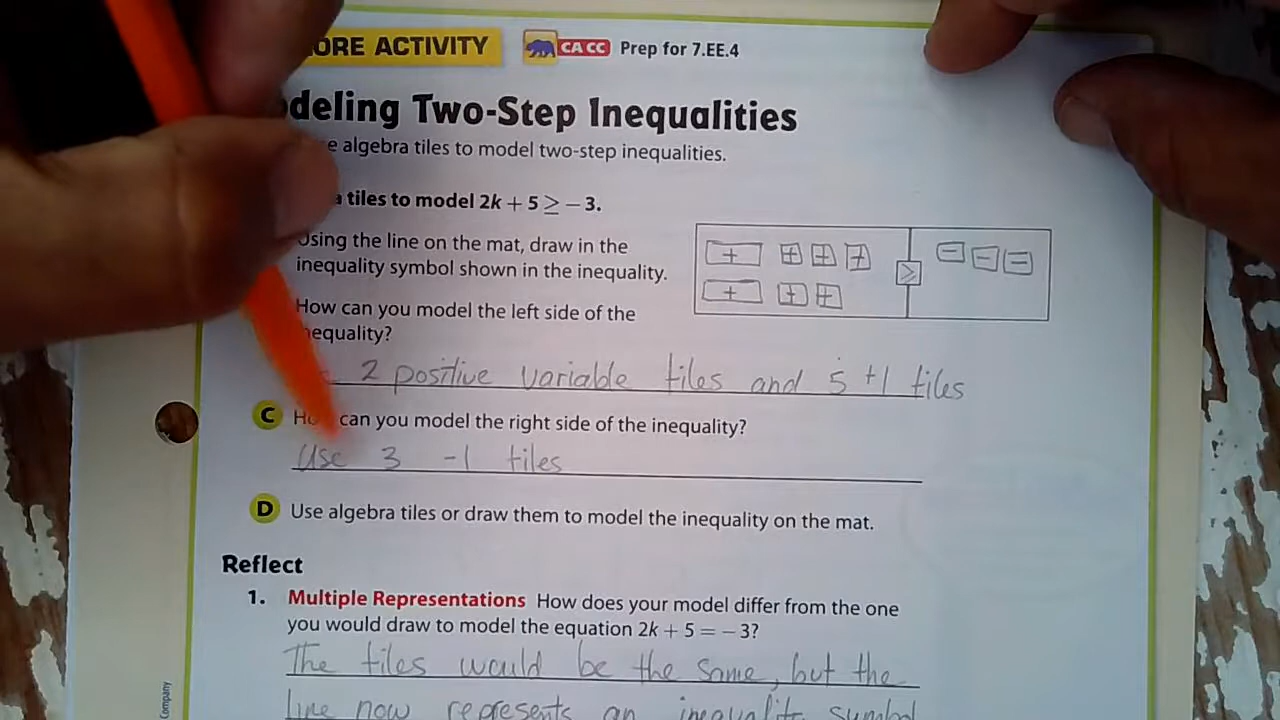 ORE ACTIVITY CA CC Prep for 7.EE.4
deling Two-Step Inequalities
e algebra tiles to model two-step inequalities.
a tiles to model 2k + 5 ≥ − 3.
Using the line on the mat, draw in the
inequality symbol shown in the inequality.
+ + + + ≥ − − −
+ + +
How can you model the left side of the
nequality?
2 positive variable tiles and 5 +1 tiles
C How can you model the right side of the inequality?
Use 3 -1 tiles
D Use algebra tiles or draw them to model the inequality on the mat.
Reflect
1. Multiple Representations How does your model differ from the one
you would draw to model the equation 2k + 5 = − 3?
The tiles would be the same, but the
line now represents an inequality symbol
Company